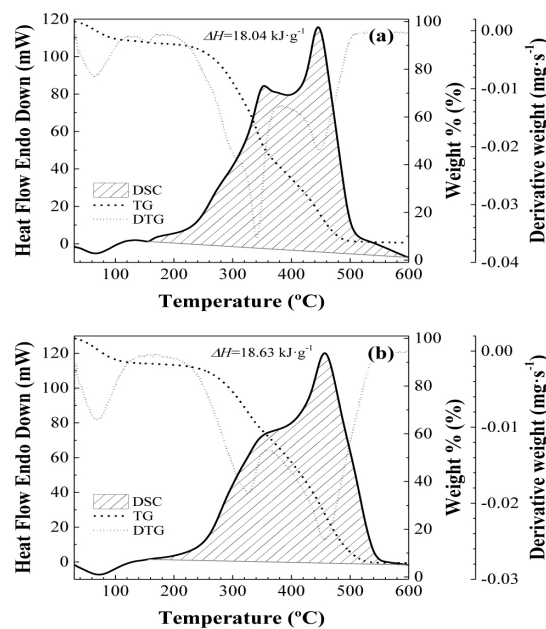 ΔH=18.04 kJ·g⁻¹
(a)
Heat Flow Endo Down (mW)
120
100
80
60
40
20
0
DSC
TG
DTG
100
80
60
40
20
0
Weight % (%)
0.00
-0.01
-0.02
-0.03
-0.04
Derivative weight (mg·s)
100
200
300
400
500
600
Temperature (ºC)
ΔH=18.63 kJ·g⁻¹
(b)
Heat Flow Endo Down (mW)
120
100
80
60
40
20
0
DSC
TG
DTG
100
80
60
40
20
0
Weight % (%)
0.00
-0.01
-0.02
-0.03
Derivative weight (mg·s)
100
200
300
400
500
600
Temperature (ºC)